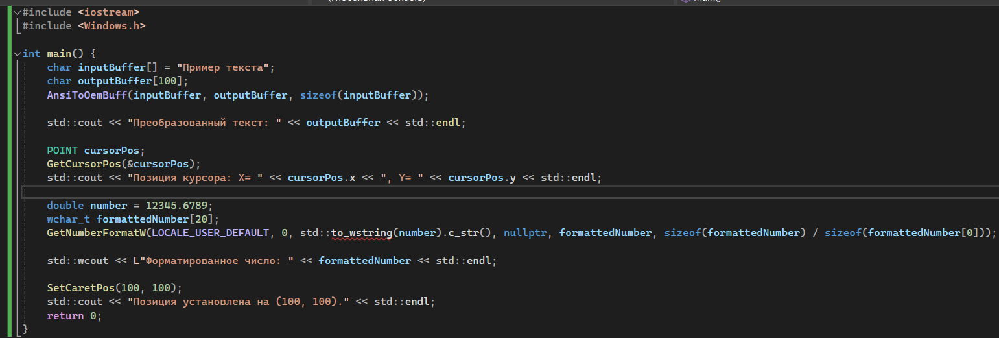 #include <iostream>
#include <Windows.h>
int main() {
char inputBuffer[] = "Пример текста";
char outputBuffer[100];
AnsiToOemBuff(inputBuffer, outputBuffer, sizeof(inputBuffer));
std::cout << "Преобразованный текст: " << outputBuffer << std::endl;
POINT cursorPos;
GetCursorPos(&cursorPos);
std::cout << "Позиция курсора: X= " << cursorPos.x << ", Y= " << cursorPos.y << std::endl;
double number = 12345.6789;
wchar_t formattedNumber[20];
GetNumberFormatW(LOCALE_USER_DEFAULT, 0, std::to_wstring(number).c_str(), nullptr, formattedNumber, sizeof(formattedNumber) / sizeof(formattedNumber[0]));
std::wcout << L"Форматированное число: " << formattedNumber << std::endl;
SetCaretPos(100, 100);
std::cout << "Позиция установлена на (100, 100)." << std::endl;
return 0;
}